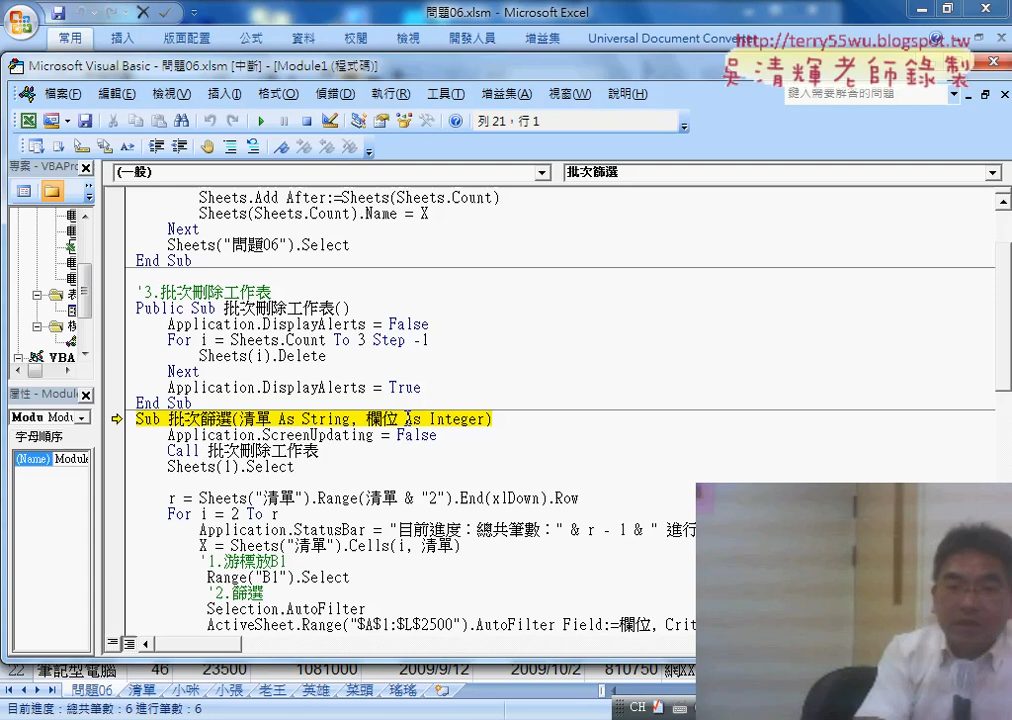 問題06.xlsm - Microsoft Excel
常用 插入 版面配置 公式 資料 校閱 檢視 開發人員 增益集 Universal Document Conve
http://terry55wu.blogspot.tw
吳清輝老師錄製
Microsoft Visual Basic - 問題06.xlsm [中斷] - [Module1 (程式碼)]
檔案(F) 編輯(E) 檢視(V) 插入(I) 格式(O) 偵錯(D) 執行(R) 工具(T) 增益集(A) 視窗(W) 說明(H) 鍵入需要解答的問題
列 21，行 1
專案 - VBAPr
(一般) 批次篩選
Sheets.Add After:=Sheets(Sheets.Count)
Sheets(Sheets.Count).Name = X
Next
Sheets("問題06").Select
End Sub
'3.批次刪除工作表
Public Sub 批次刪除工作表()
Application.DisplayAlerts = False
For i = Sheets.Count To 3 Step -1
Sheets(i).Delete
Next
Application.DisplayAlerts = True
End Sub
Sub 批次篩選(清單 As String, 欄位 As Integer)
Application.ScreenUpdating = False
Call 批次刪除工作表
Sheets(1).Select
r = Sheets("清單").Range(清單 & "2").End(xlDown).Row
For i = 2 To r
Application.StatusBar = "目前進度：總共筆數：" & r - 1 & " 進行
X = Sheets("清單").Cells(i, 清單)
'1.游標放B1
Range("B1").Select
'2.篩選
Selection.AutoFilter
ActiveSheet.Range("$A$1:$L$2500").AutoFilter Field:=欄位, Crit
VBA
屬性 - Modul
Modu Modu
字母順序
(Name) Module
22 筆記型電腦 46 23500 1081000 2009/9/12 2009/10/2 810750
問題06 清單 小咪 小張 老王 英雄 菜頭 瑤瑤
目前進度：總共筆數：6 進行筆數：6
CH